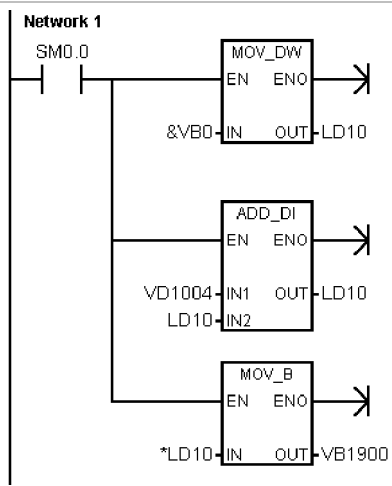 Network 1
SM0.0
MOV_DW
EN ENO
&VB0 IN OUT LD10
ADD_DI
EN ENO
VD1004 IN1 OUT LD10
LD10 IN2
MOV_B
EN ENO
*LD10 IN OUT VB1900